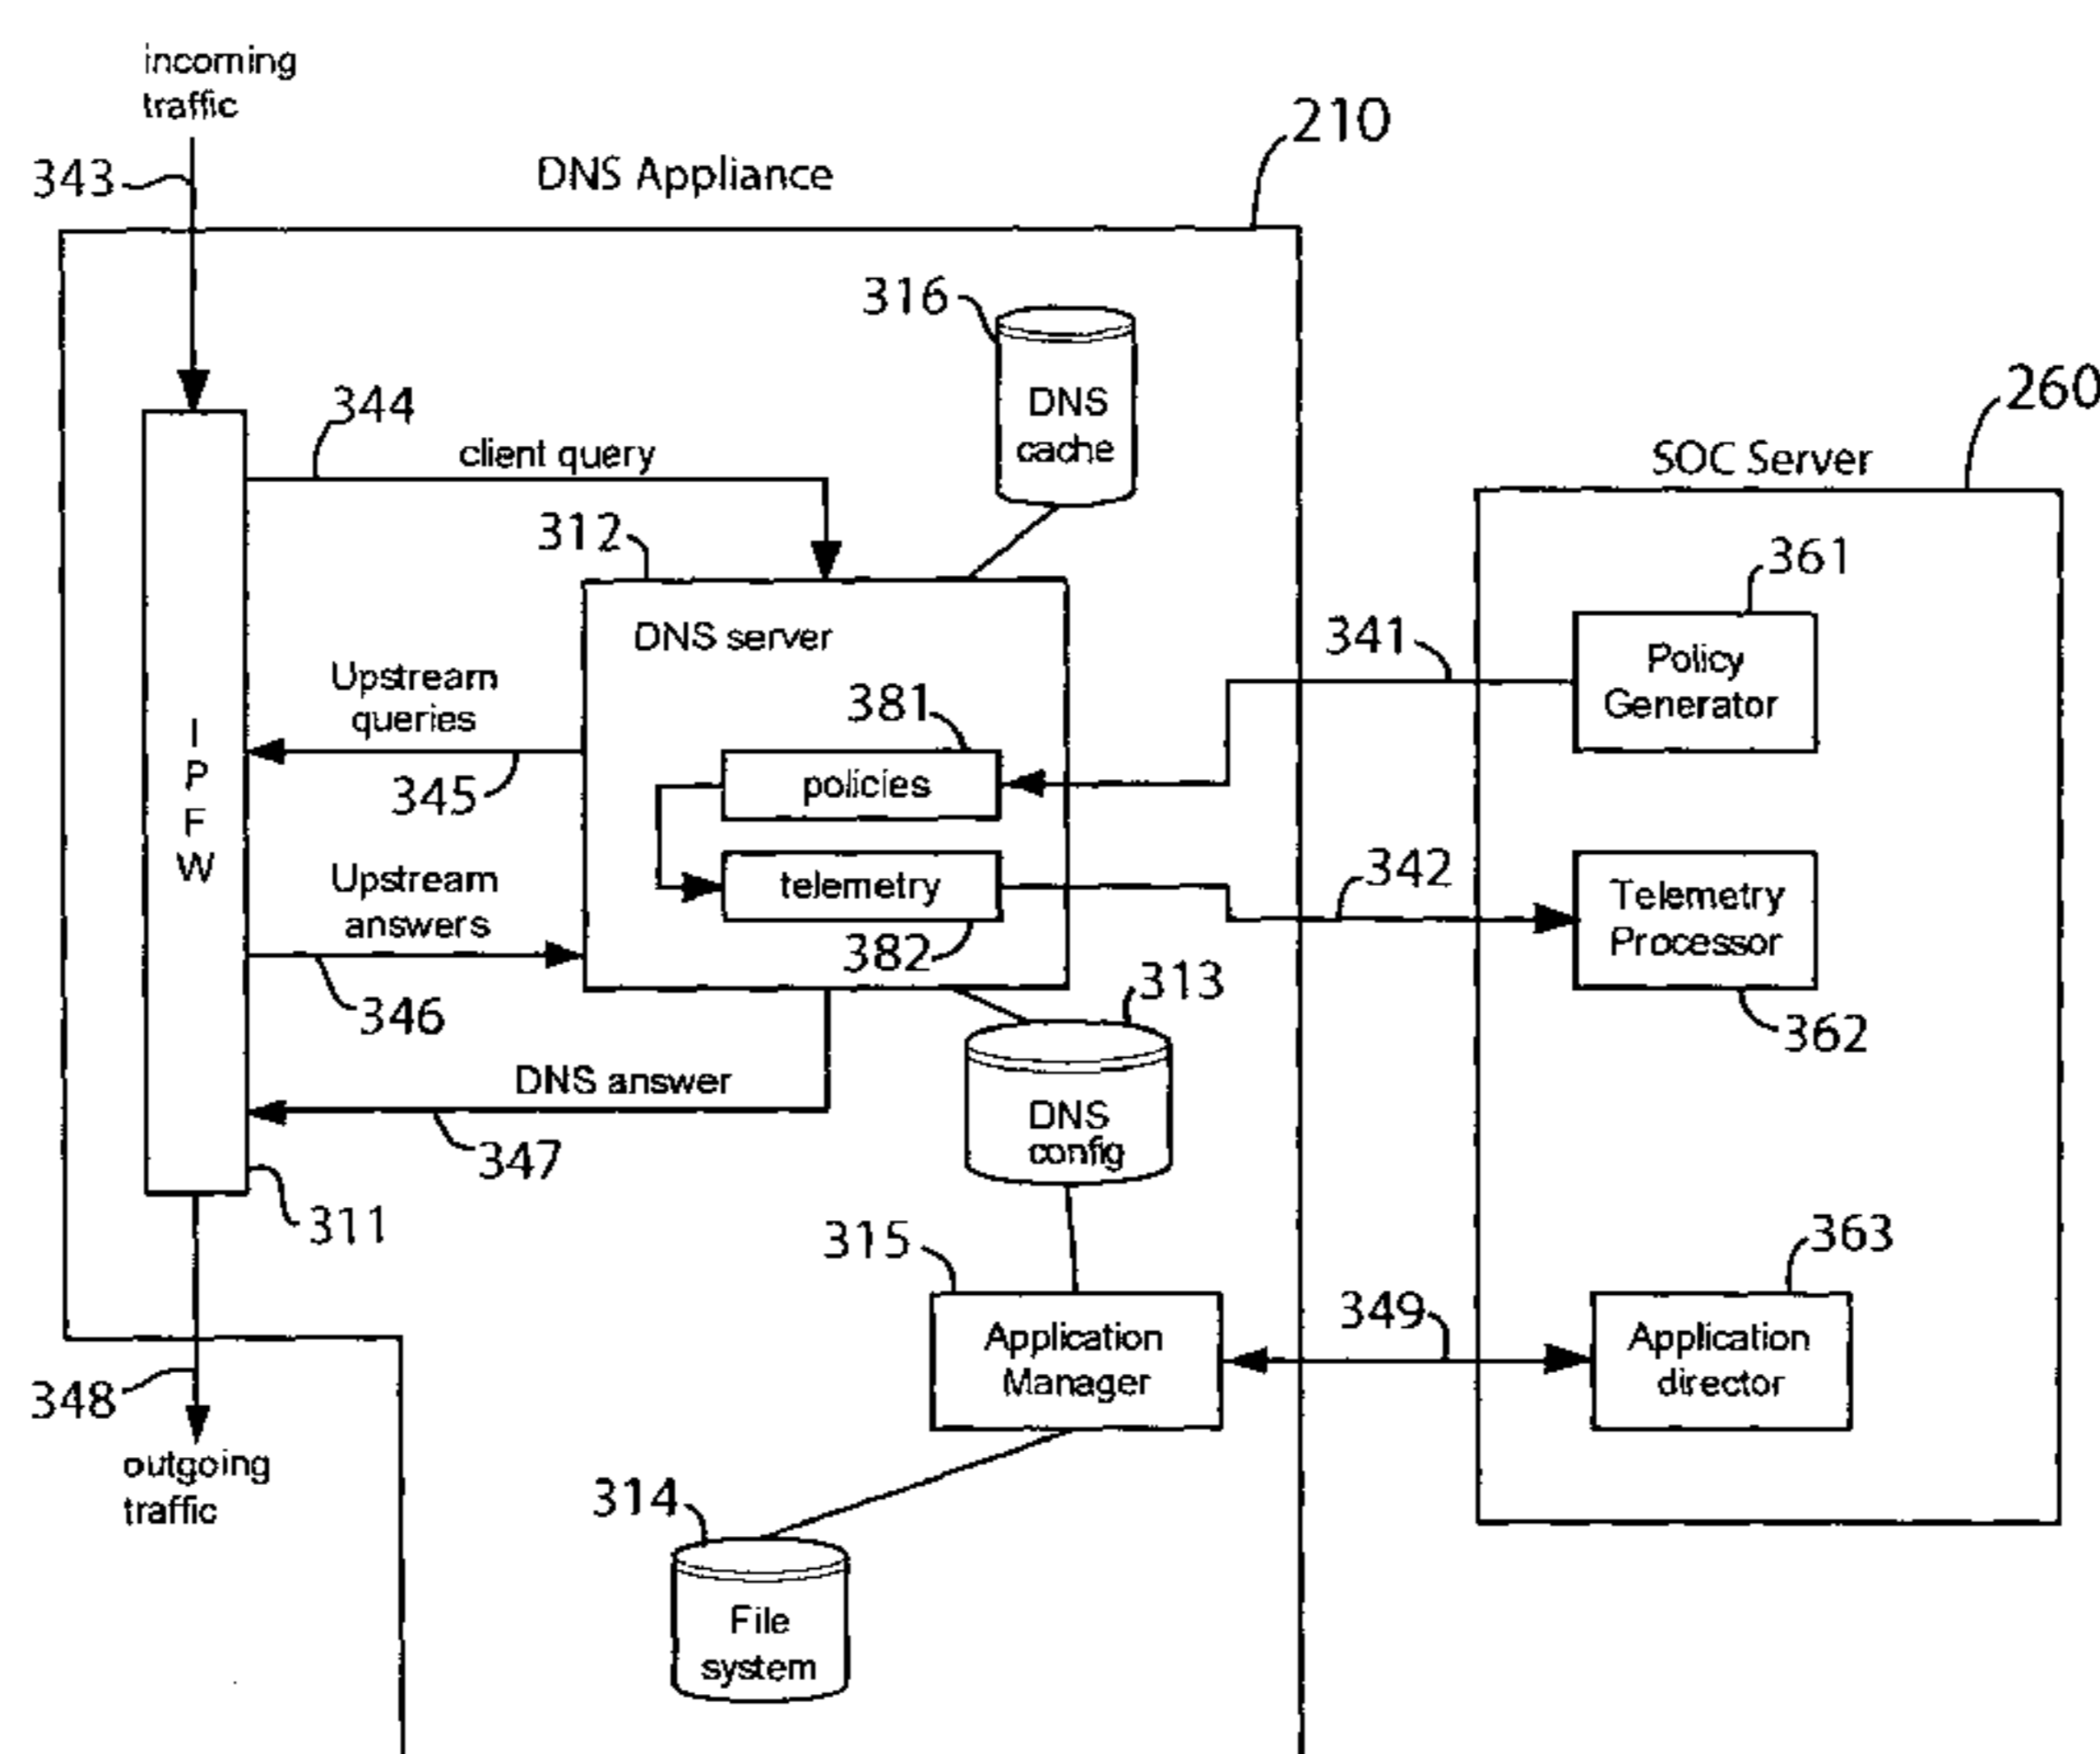 incoming
traffic
343
DNS Appliance
210
316
DNS
cache
344
client query
260
SOC Server
312
DNS server
361
Policy
Generator
341
Upstream
queries
345
381
policies
I
P
F
W
telemetry
382
342
Telemetry
Processor
362
Upstream
answers
346
313
DNS
config
DNS answer
347
311
315
Application
Manager
349
363
Application
director
348
outgoing
traffic
314
File
system